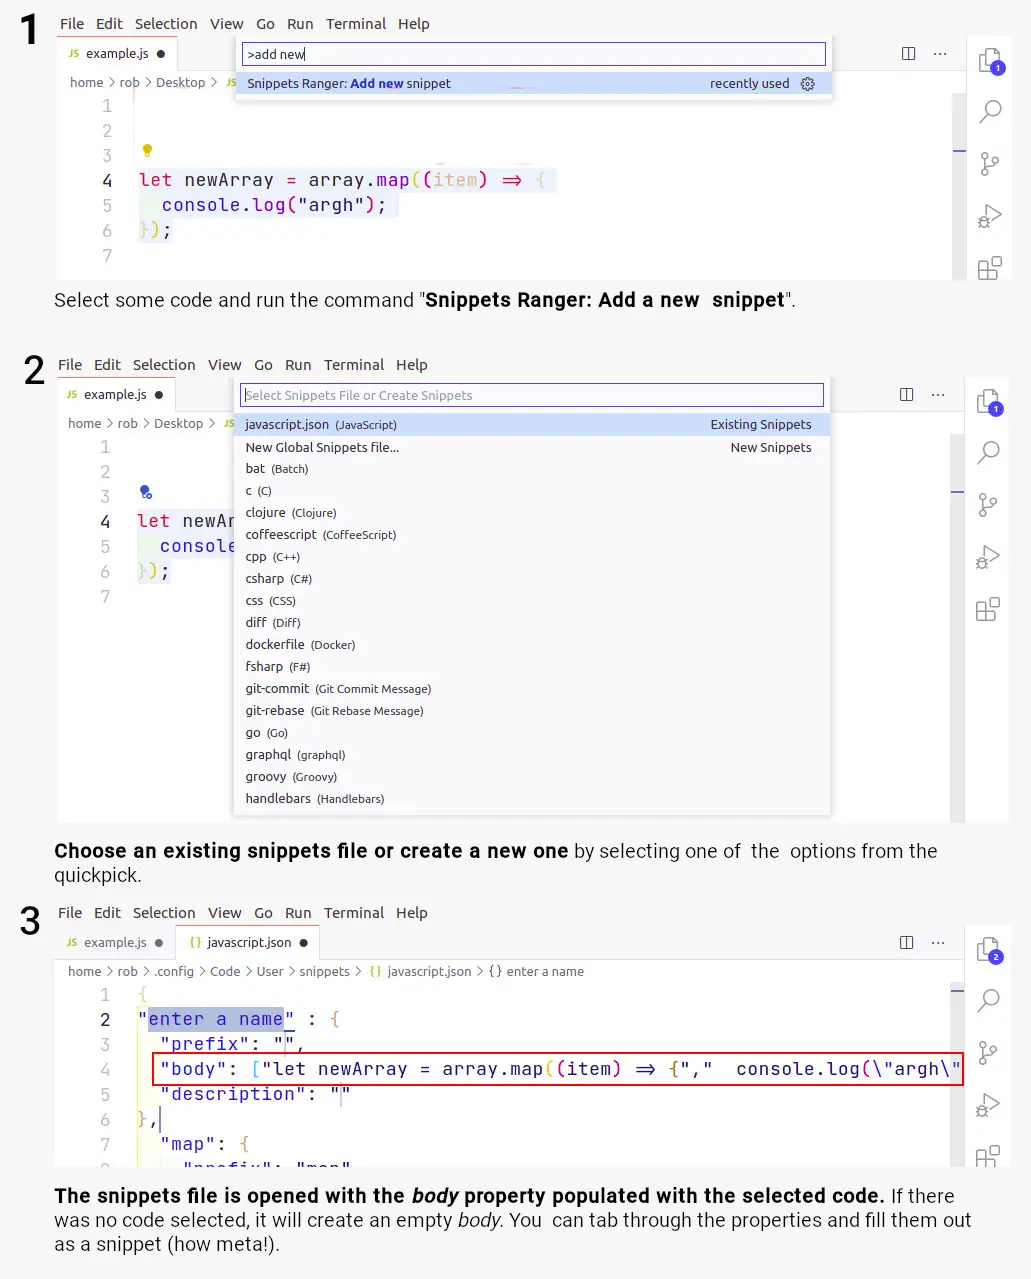 1
File Edit Selection View Go Run Terminal Help
JS example.js ●
>add new
home > rob > Desktop > JS
Snippets Ranger: Add new snippet recently used
1
1
2
3
4 let newArray = array.map((item) => {
5 console.log("argh");
6 });
7
Select some code and run the command "Snippets Ranger: Add a new snippet".
2
File Edit Selection View Go Run Terminal Help
JS example.js ●
Select Snippets File or Create Snippets
1
home > rob > Desktop > JS
javascript.json (JavaScript) Existing Snippets
1 New Global Snippets file... New Snippets
2 bat (Batch)
3 c (C)
4 let newAr clojure (Clojure)
5 console coffeescript (CoffeeScript)
6 }); cpp (C++)
csharp (C#)
7 css (CSS)
diff (Diff)
dockerfile (Docker)
fsharp (F#)
git-commit (Git Commit Message)
git-rebase (Git Rebase Message)
go (Go)
graphql (graphql)
groovy (Groovy)
handlebars (Handlebars)
Choose an existing snippets file or create a new one by selecting one of the options from the
quickpick.
3
File Edit Selection View Go Run Terminal Help
JS example.js ● {} javascript.json ●
2
home > rob > .config > Code > User > snippets > {} javascript.json > {} enter a name
1 {
2 "enter a name" : {
3 "prefix": "",
4 "body": ["let newArray = array.map((item) => {"," console.log(\"argh\"
5 "description": ""
6 },
7 "map": {
8 "prefix": "map"
The snippets file is opened with the body property populated with the selected code. If there
was no code selected, it will create an empty body. You can tab through the properties and fill them out
as a snippet (how meta!).